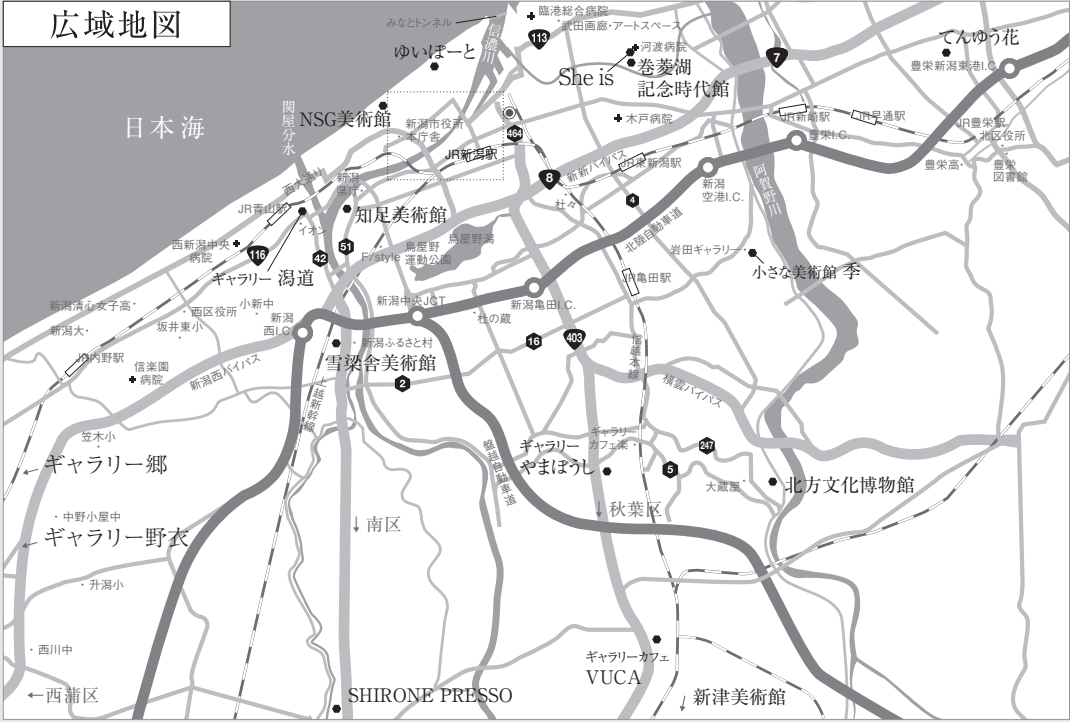 広域地図
みなとトンネル
信濃川
臨港総合病院
武田画廊・アートスペース
113
河渡病院
ゆいぽーと
She is
巻菱湖
記念時代館
7
てんゆう花
豊栄新潟東港I.C.
日本海
関屋分水
NSG美術館
新潟市役所
本庁舎
464
木戸病院
JR新崎駅
JR早通駅
JR豊栄駅
北区役所
豊栄I.C.
JR新潟駅
新新バイパス
JR東新潟駅
豊栄高
豊栄
図書館
西大通り
新潟
県庁
8
新潟
空港I.C.
阿賀野川
JR青山駅
イオン
知足美術館
杜々
4
北陸自動車道
西新潟中央
病院
116
42
51
F/style
鳥屋野
運動公園
鳥屋野潟
岩田ギャラリー
小さな美術館 季
ギャラリー 潟道
JR亀田駅
新潟清心女子高
西区役所
小新中
新潟
西I.C.
新潟中央JCT
新潟亀田I.C.
新潟大
坂井東小
杜の蔵
JR内野駅
信楽園
病院
新潟西バイパス
新潟ふるさと村
雪梁舎美術館
2
16
403
信越本線
横雲バイパス
上越新幹線
笠木小
ギャラリー郷
磐越自動車道
ギャラリー
やまぼうし
ギャラリー
カフェ楽
247
5
大蔵屋
北方文化博物館
中野小屋中
ギャラリー野衣
↓南区
↓秋葉区
升潟小
西川中
←西蒲区
SHIRONE PRESSO
ギャラリーカフェ
VUCA
新津美術館